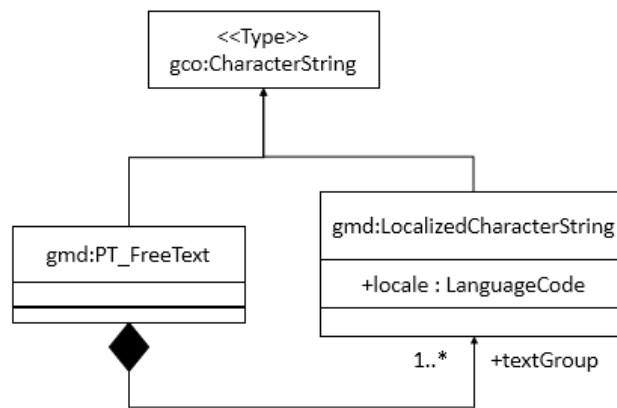 <<Type>>
gco:CharacterString
gmd:PT_FreeText
gmd:LocalizedCharacterString
+locale : LanguageCode
1..* +textGroup